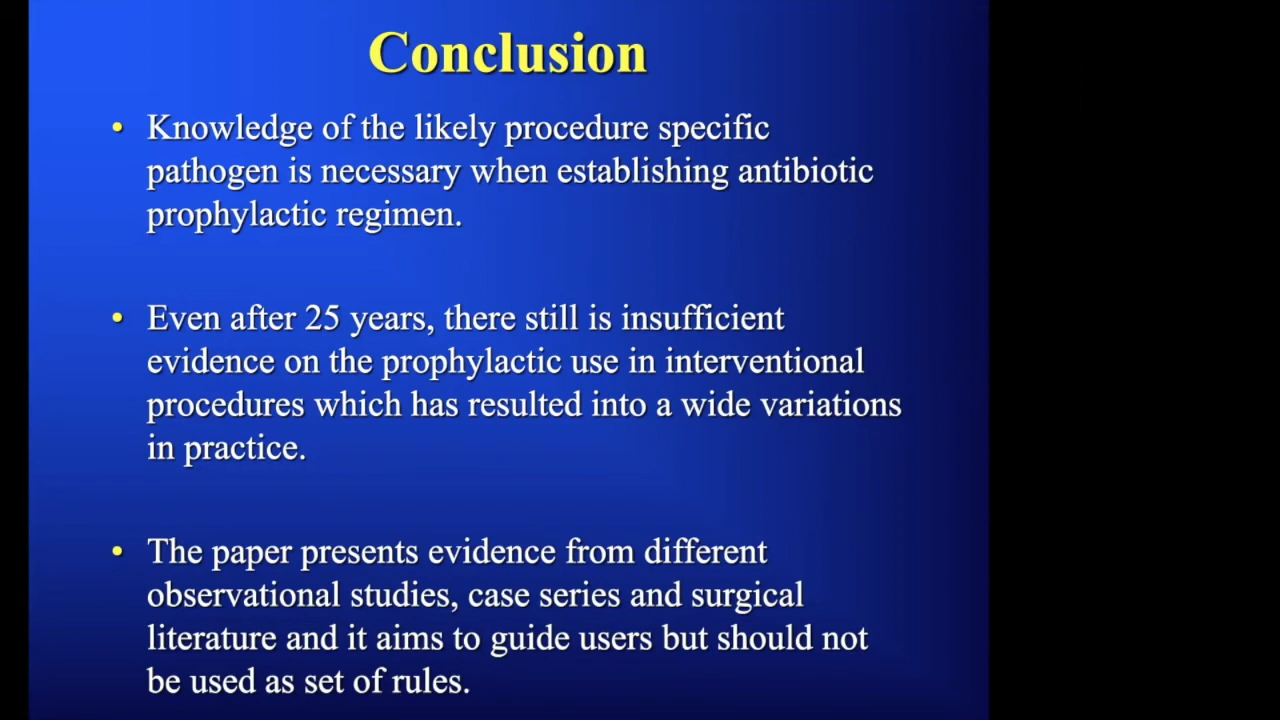 Conclusion
• Knowledge of the likely procedure specific
pathogen is necessary when establishing antibiotic
prophylactic regimen.
• Even after 25 years, there still is insufficient
evidence on the prophylactic use in interventional
procedures which has resulted into a wide variations
in practice.
• The paper presents evidence from different
observational studies, case series and surgical
literature and it aims to guide users but should not
be used as set of rules.